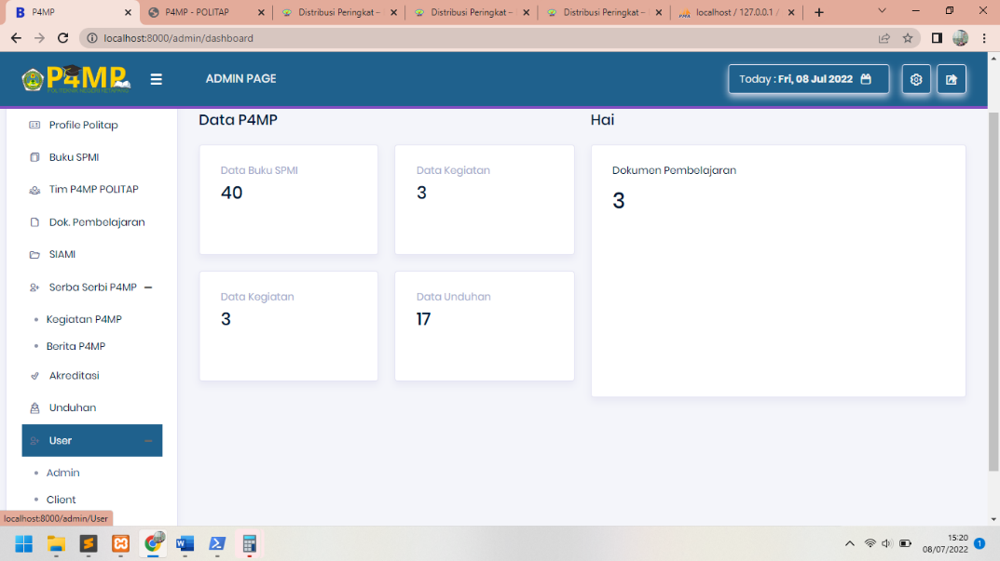 P4MP
P4MP - POLITAP
Distribusi Peringkat –
Distribusi Peringkat –
Distribusi Peringkat –
localhost / 127.0.0.1 /
localhost:8000/admin/dashboard
P4MP
ADMIN PAGE
Today : Fri, 08 Jul 2022
Profile Politap
Buku SPMI
Tim P4MP POLITAP
Dok. Pembelajaran
SIAMI
Serba Serbi P4MP
Kegiatan P4MP
Berita P4MP
Akreditasi
Unduhan
User
Admin
Client
Data P4MP
Data Buku SPMI
40
Data Kegiatan
3
Data Kegiatan
3
Data Unduhan
17
Hai
Dokumen Pembelajaran
3
localhost:8000/admin/User
15:20
08/07/2022
1